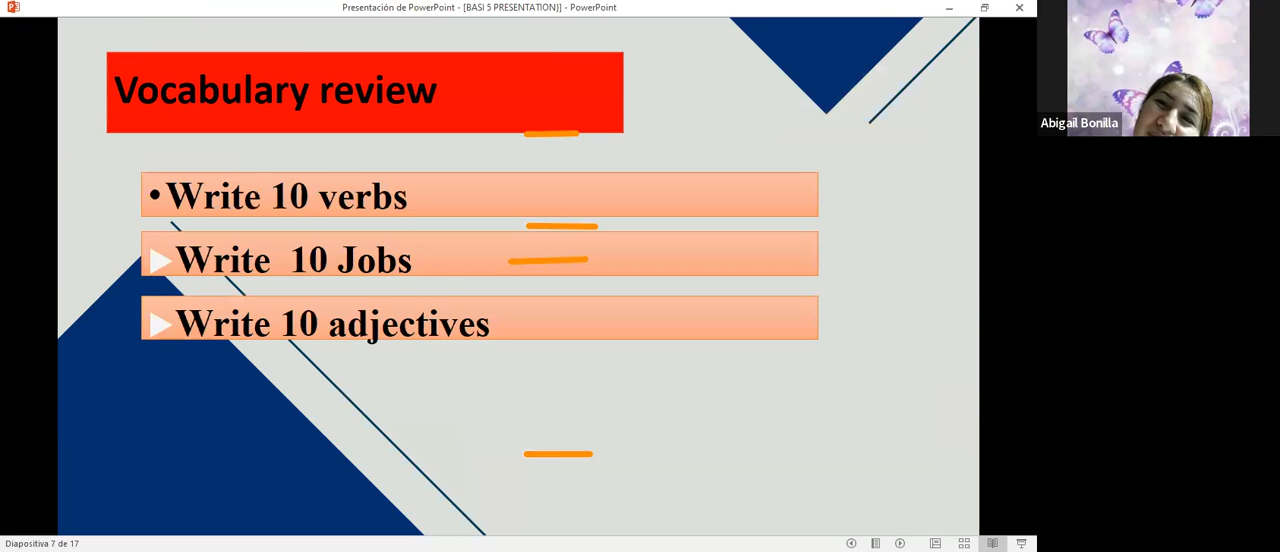 Presentación de PowerPoint - [BASI 5 PRESENTATION)] - PowerPoint
Vocabulary review
Abigail Bonilla
• Write 10 verbs
Write 10 Jobs
Write 10 adjectives
Diapositiva 7 de 17